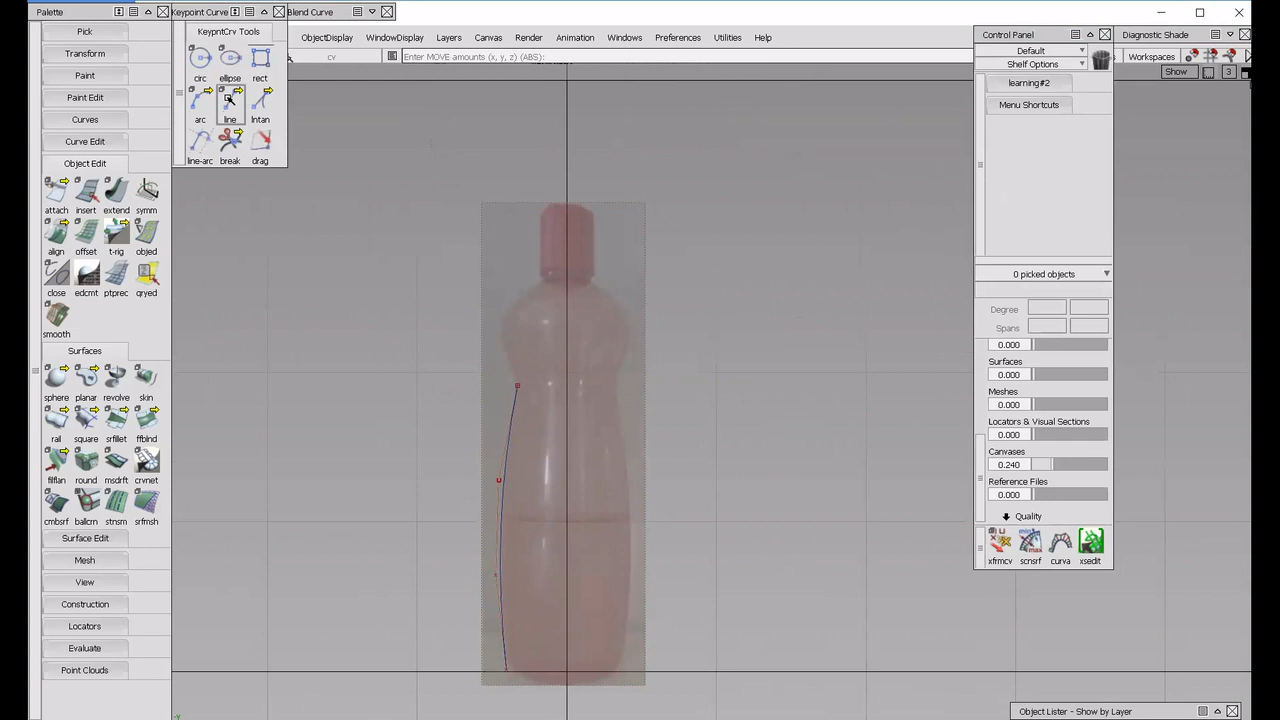 Palette
Keypoint Curve
Blend Curve
Pick
Transform
Paint
Paint Edit
Curves
Curve Edit
Object Edit
attach insert extend symm
align offset t-rig objed
close edcmt ptprec qryed
smooth
Surfaces
sphere planar revolve skin
rail square srfillet ffblnd
filflan round msdrft crvnet
cmbsrf ballcrn stnsm srfmsh
Surface Edit
Mesh
View
Construction
Locators
Evaluate
Point Clouds
KeypntCrv Tools
circ ellipse rect
arc line lntan
line-arc break drag
ObjectDisplay WindowDisplay Layers Canvas Render Animation Windows Preferences Utilities Help
CV
Enter MOVE amounts (x, y, z) (ABS):
Workspaces
Show
3
-y
Control Panel
Default
Shelf Options
learning#2
Menu Shortcuts
0 picked objects
Degree
Spans
0.000
Surfaces
0.000
Meshes
0.000
Locators & Visual Sections
0.000
Canvases
0.240
Reference Files
0.000
Quality
xfrmcv scnsrf curva xsedit
Diagnostic Shade
Object Lister - Show by Layer